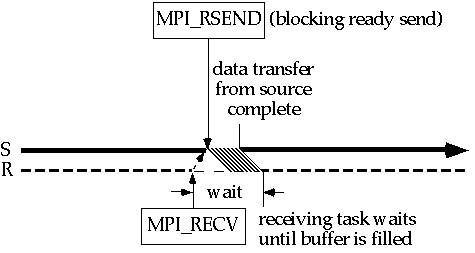 MPI_RSEND (blocking ready send)
data transfer
from source
complete
S
R
wait
MPI_RECV
receiving task waits
until buffer is filled